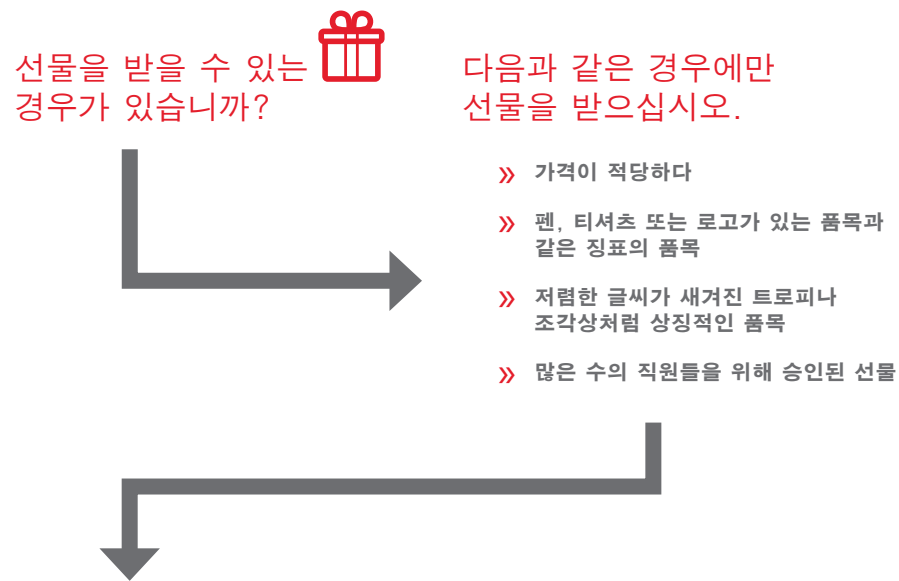 선물을 받을 수 있는
경우가 있습니까?
다음과 같은 경우에만
선물을 받으십시오.
» 가격이 적당하다
» 펜, 티셔츠 또는 로고가 있는 품목과
같은 징표의 품목
» 저렴한 글씨가 새겨진 트로피나
조각상처럼 상징적인 품목
» 많은 수의 직원들을 위해 승인된 선물